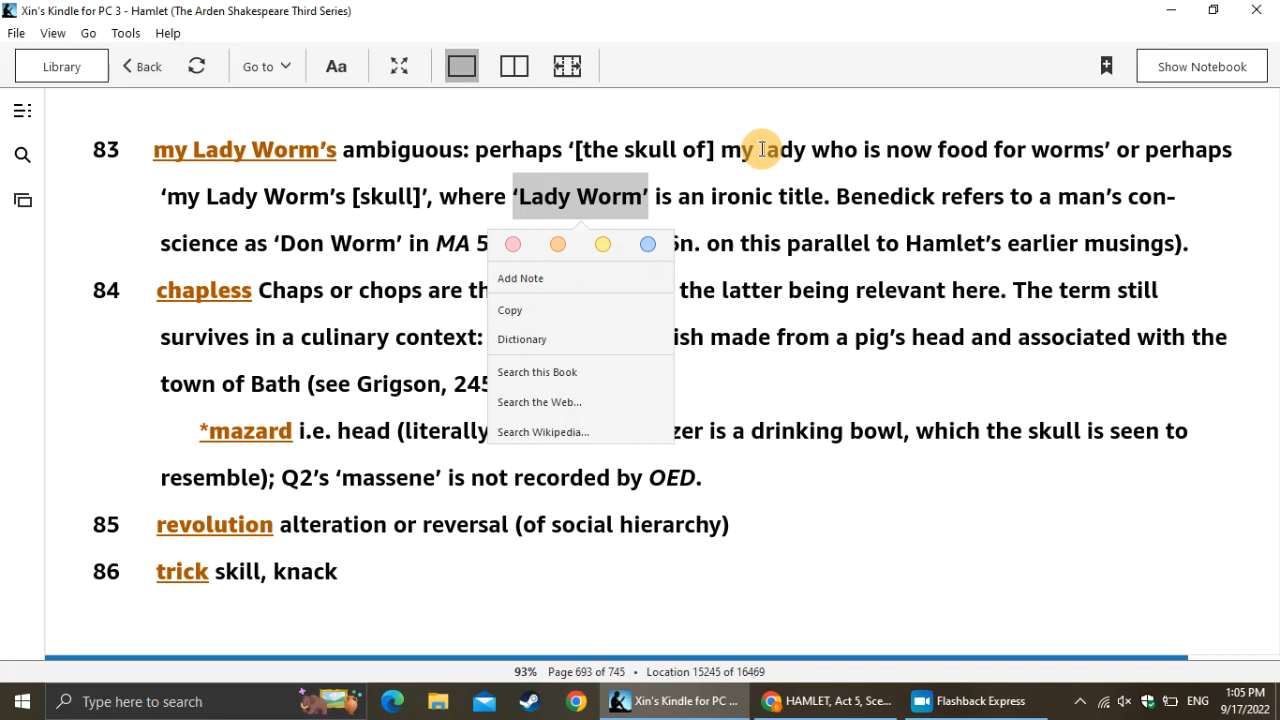 Xin's Kindle for PC 3 - Hamlet (The Arden Shakespeare Third Series)
File View Go Tools Help
Library Back Go to Aa Show Notebook
83 my Lady Worm’s ambiguous: perhaps ‘[the skull of] my lady who is now food for worms’ or perhaps
‘my Lady Worm’s [skull]’, where ‘Lady Worm’ is an ironic title. Benedick refers to a man’s con-
science as ‘Don Worm’ in MA 5 6n. on this parallel to Hamlet’s earlier musings).
84 chapless Chaps or chops are th the latter being relevant here. The term still
survives in a culinary context: ish made from a pig’s head and associated with the
town of Bath (see Grigson, 245
*mazard i.e. head (literally zer is a drinking bowl, which the skull is seen to
resemble); Q2’s ‘massene’ is not recorded by OED.
85 revolution alteration or reversal (of social hierarchy)
86 trick skill, knack
Add Note
Copy
Dictionary
Search this Book
Search the Web...
Search Wikipedia...
93% Page 693 of 745 • Location 15245 of 16469
Type here to search
Xin's Kindle for PC ...
HAMLET, Act 5, Sce...
Flashback Express
ENG
1:05 PM
9/17/2022